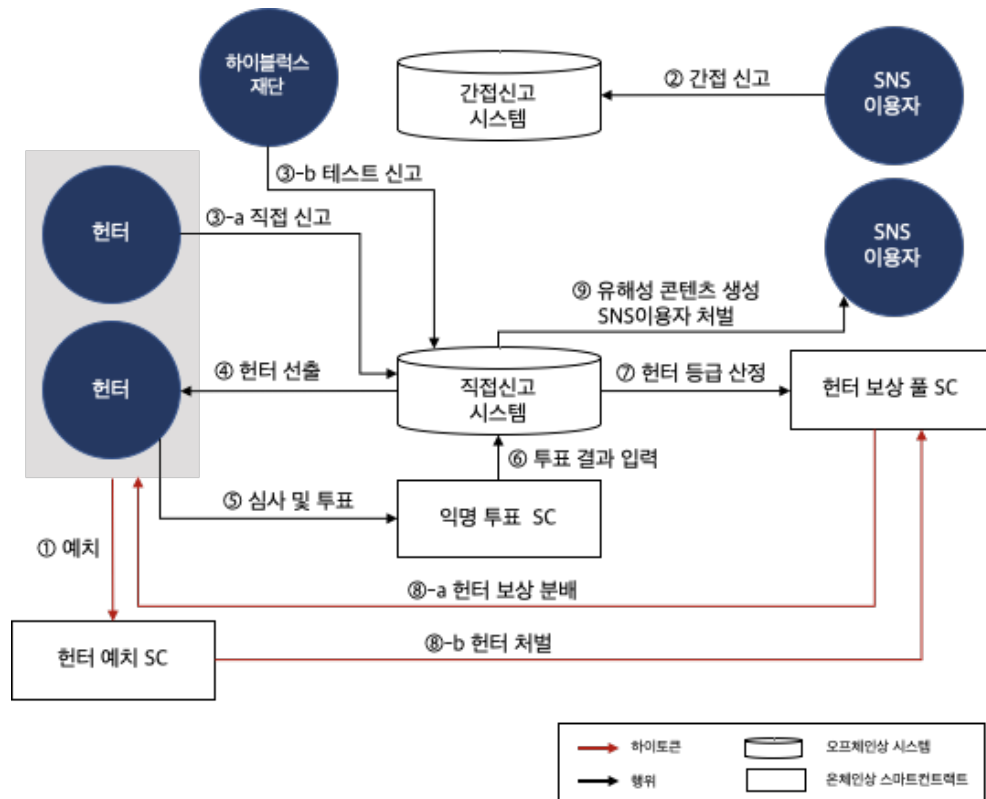 하이블럭스
재단
간접신고
시스템
② 간접 신고
SNS
이용자
③-b 테스트 신고
헌터
③-a 직접 신고
SNS
이용자
⑨ 유해성 콘텐츠 생성
SNS이용자 처벌
헌터
④ 헌터 선출
직접신고
시스템
⑦ 헌터 등급 산정
헌터 보상 풀 SC
⑥ 투표 결과 입력
⑤ 심사 및 투표
익명 투표 SC
① 예치
⑧-a 헌터 보상 분배
헌터 예치 SC
⑧-b 헌터 처벌
하이토큰
오프체인상 시스템
행위
온체인상 스마트컨트랙트